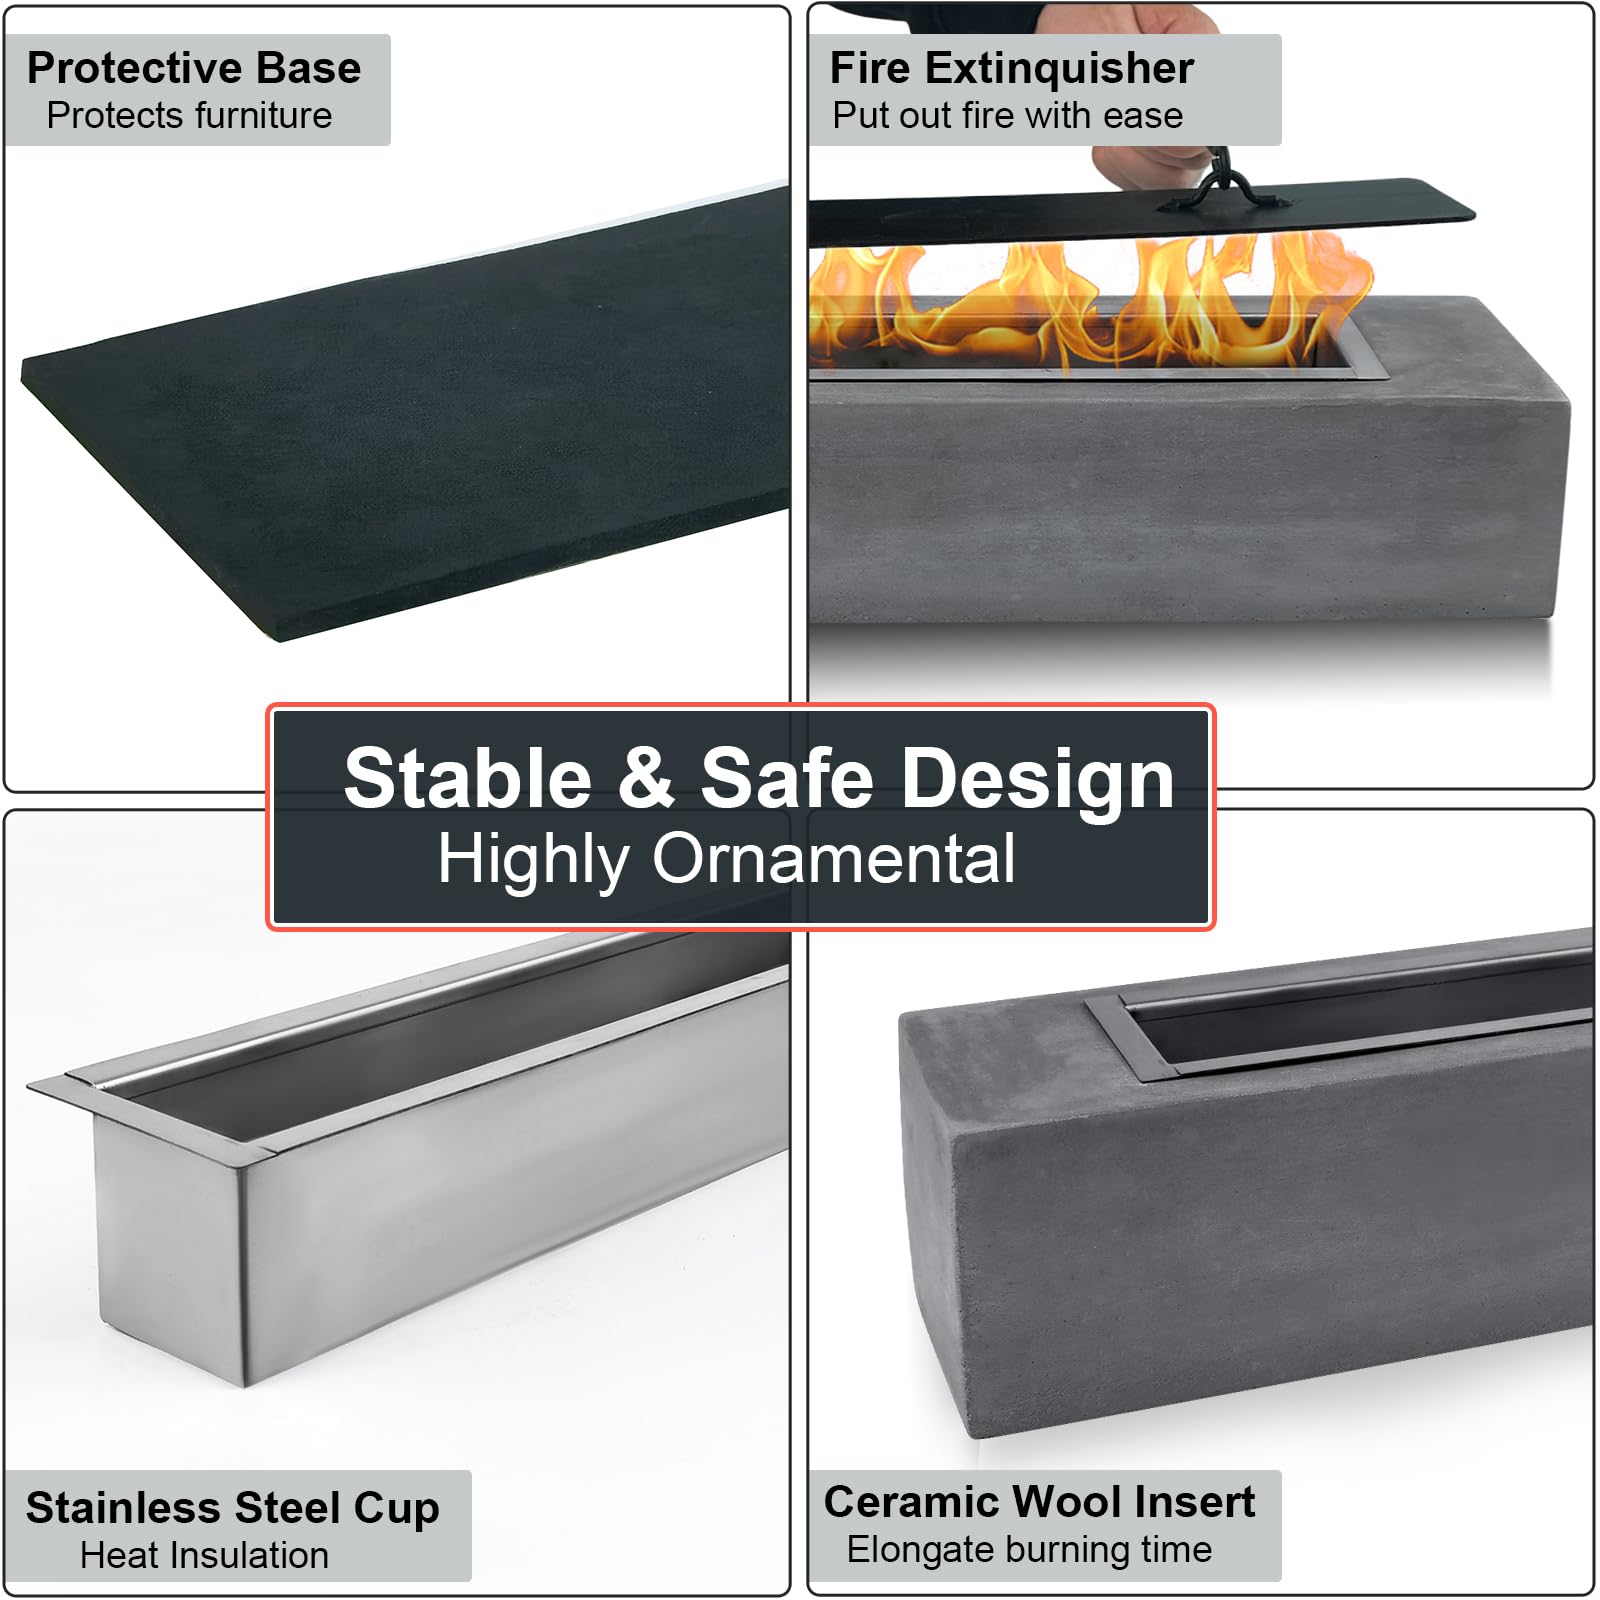 Protective Base
Protects furniture
Fire Extinquisher
Put out fire with ease
Stable & Safe Design
Highly Ornamental
Stainless Steel Cup
Heat Insulation
Ceramic Wool Insert
Elongate burning time